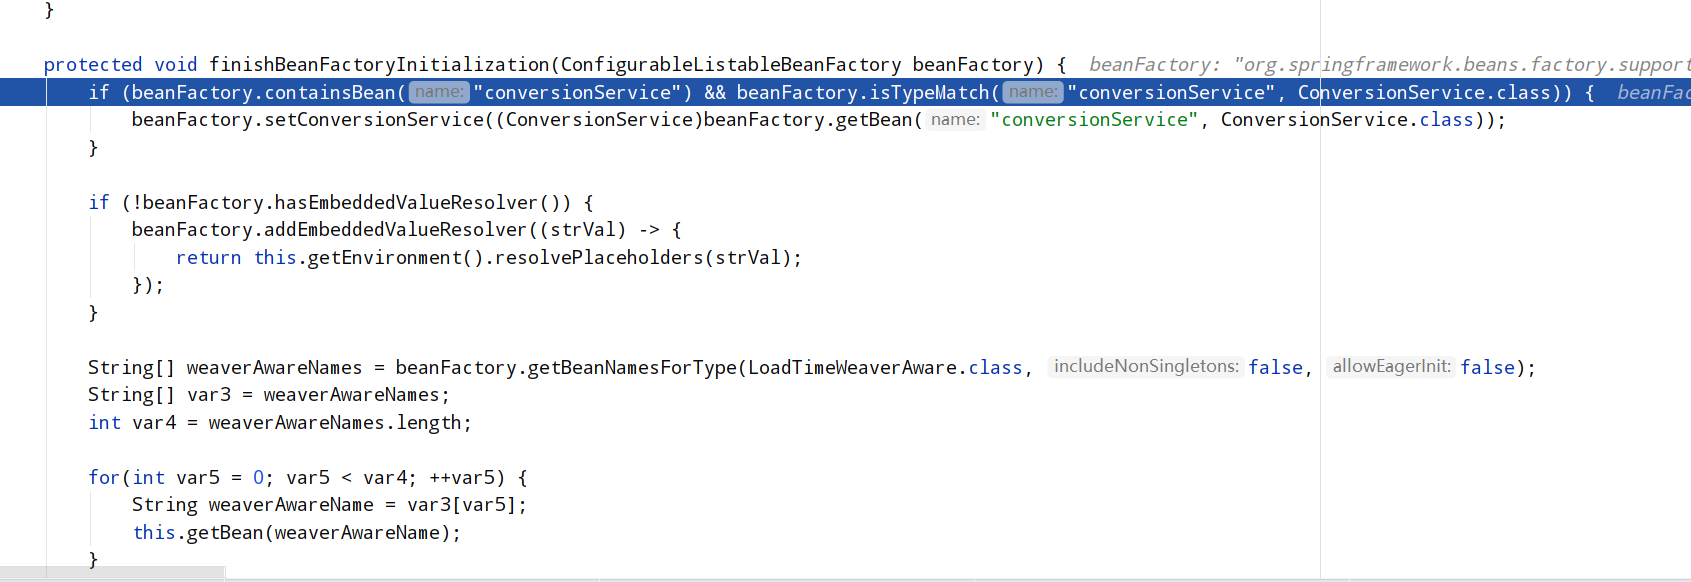 }
protected void finishBeanFactoryInitialization(ConfigurableListableBeanFactory beanFactory) {  beanFactory: "org.springframework.beans.factory.support
if (beanFactory.containsBean( name: "conversionService") && beanFactory.isTypeMatch( name: "conversionService", ConversionService.class)) {  beanFac
beanFactory.setConversionService((ConversionService)beanFactory.getBean( name: "conversionService", ConversionService.class));
}
if (!beanFactory.hasEmbeddedValueResolver()) {
beanFactory.addEmbeddedValueResolver((strVal) -> {
return this.getEnvironment().resolvePlaceholders(strVal);
});
}
String[] weaverAwareNames = beanFactory.getBeanNamesForType(LoadTimeWeaverAware.class, includeNonSingletons: false, allowEagerInit: false);
String[] var3 = weaverAwareNames;
int var4 = weaverAwareNames.length;
for(int var5 = 0; var5 < var4; ++var5) {
String weaverAwareName = var3[var5];
this.getBean(weaverAwareName);
}